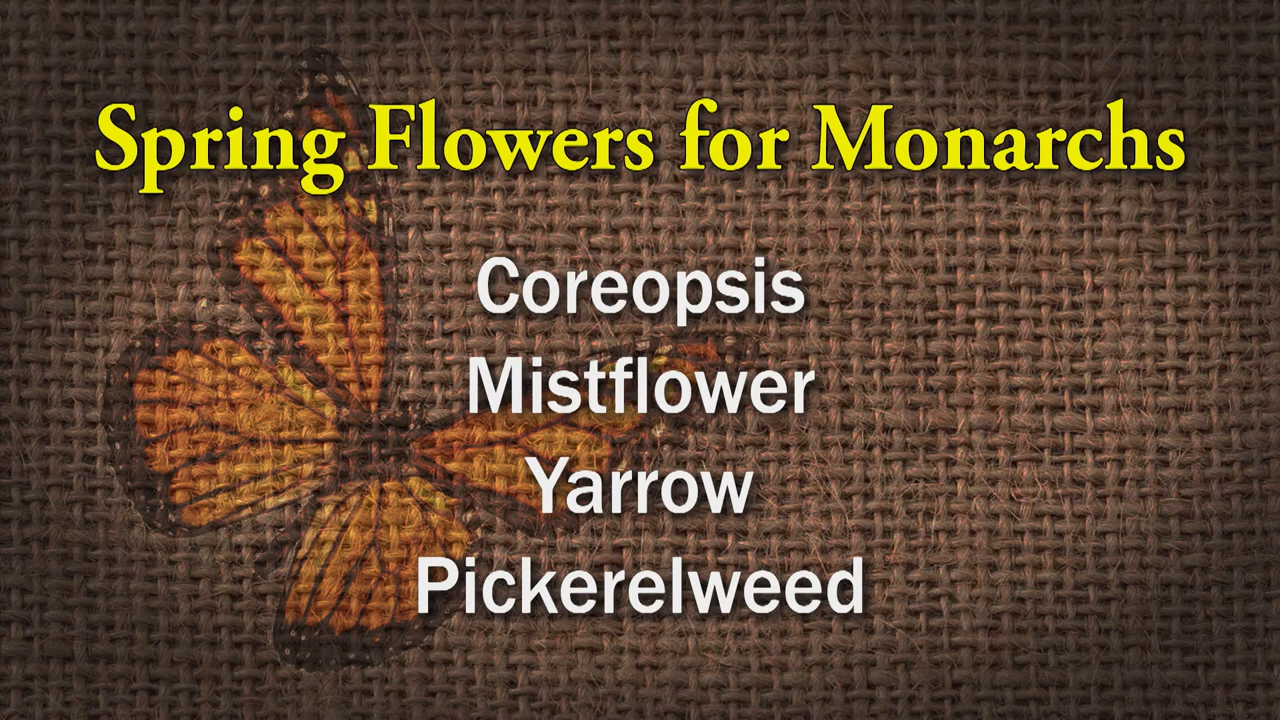 Spring Flowers for Monarchs
Coreopsis
Mistflower
Yarrow
Pickerelweed